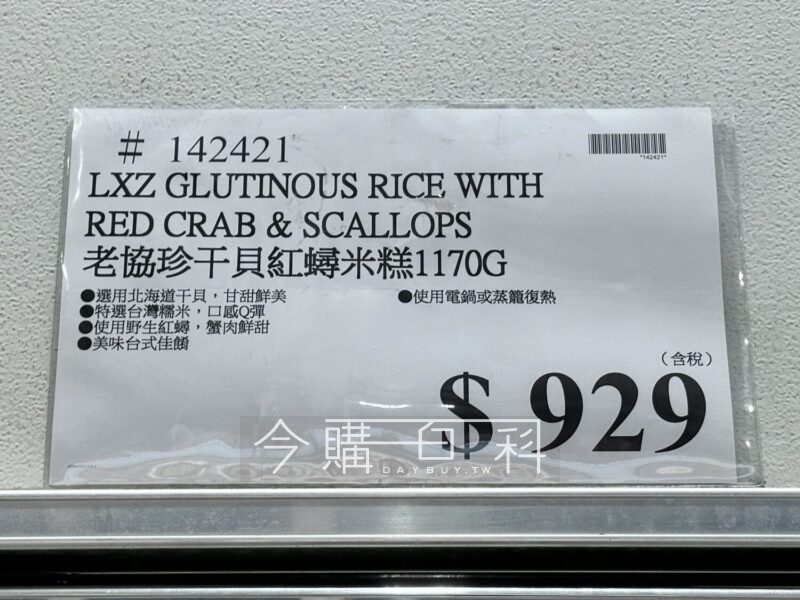 # 142421
"142421"
LXZ GLUTINOUS RICE WITH
RED CRAB & SCALLOPS
老協珍干貝紅蟳米糕1170G
●選用北海道干貝，甘甜鮮美
●使用電鍋或蒸籠復熱
●特選台灣糯米，口感Q彈
●使用野生紅蟳，蟹肉鮮甜
●美味台式佳餚
（含稅）
$ 929
今購百科
DAYBUY.TW